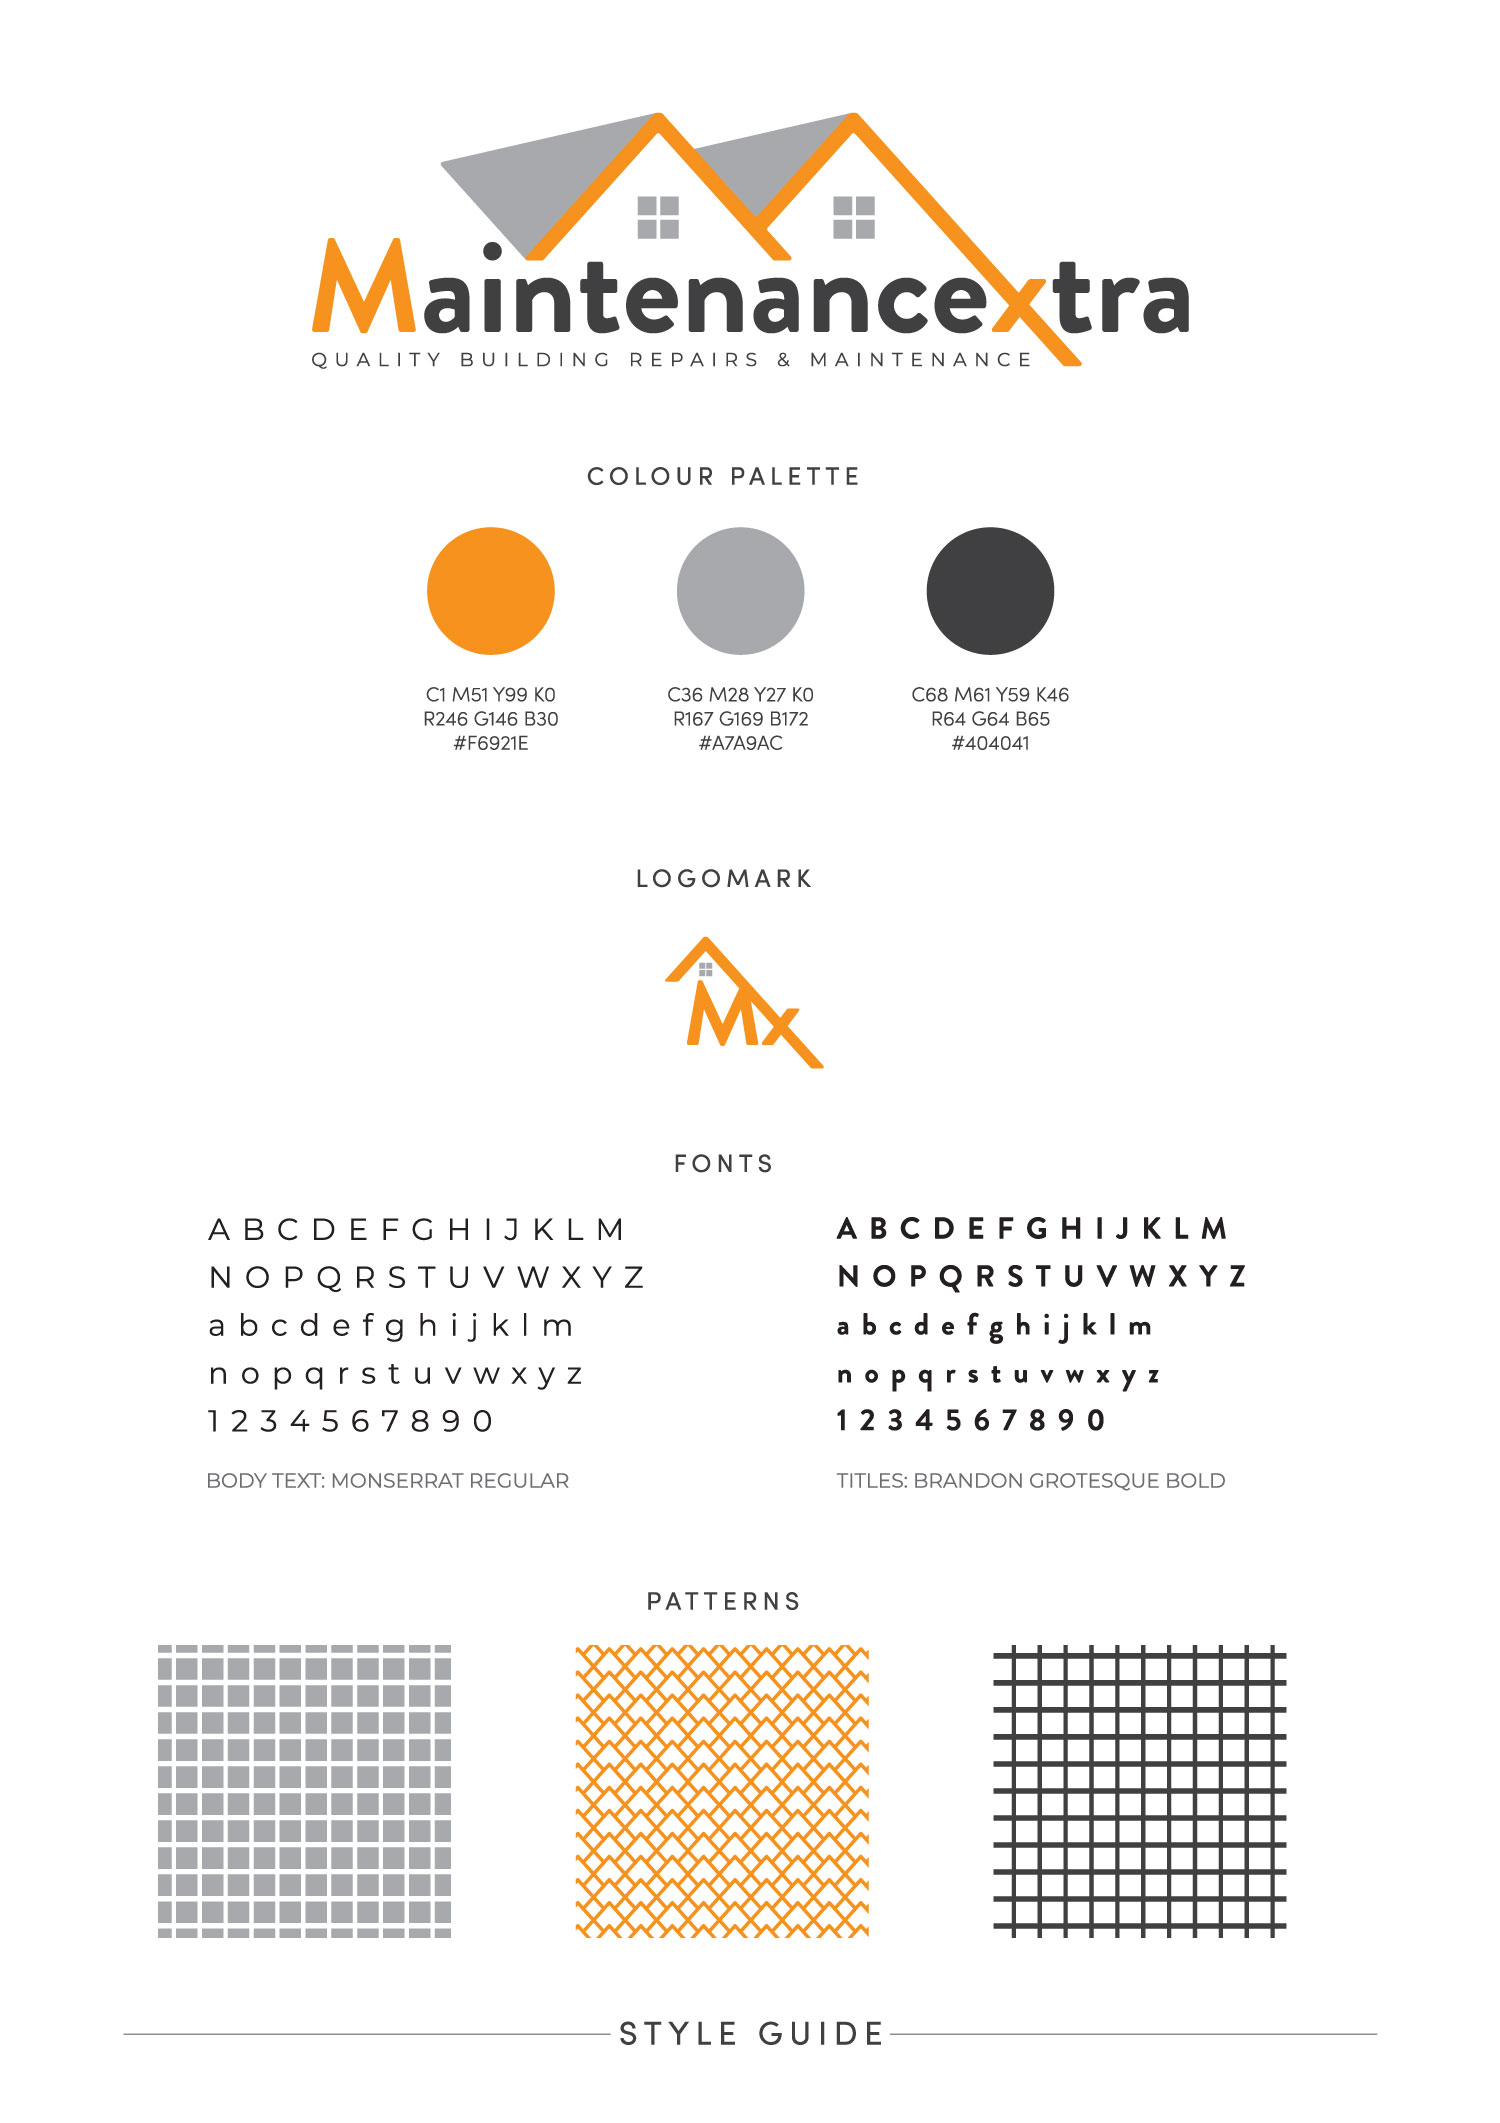 Maintenancextra
QUALITY BUILDING REPAIRS & MAINTENANCE
COLOUR PALETTE
C1 M51 Y99 K0
R246 G146 B30
#F6921E
C36 M28 Y27 K0
R167 G169 B172
#A7A9AC
C68 M61 Y59 K46
R64 G64 B65
#404041
LOGOMARK
Mx
FONTS
A B C D E F G H I J K L M
N O P Q R S T U V W X Y Z
a b c d e f g h i j k l m
n o p q r s t u v w x y z
1 2 3 4 5 6 7 8 9 0
BODY TEXT: MONSERRAT REGULAR
A B C D E F G H I J K L M
N O P Q R S T U V W X Y Z
a b c d e f g h i j k l m
n o p q r s t u v w x y z
1 2 3 4 5 6 7 8 9 0
TITLES: BRANDON GROTESQUE BOLD
PATTERNS
STYLE GUIDE